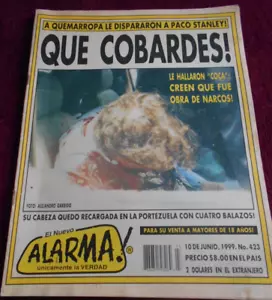 A QUEMARROPA LE DISPARARON A PACO STANLEY!
QUE COBARDES!
LE HALLARON "COCA":
CREEN QUE FUE
OBRA DE NARCOS!
FOTO: ALEJANDRO GARRIDO
SU CABEZA QUEDO RECARGADA EN LA PORTEZUELA CON CUATRO BALAZOS!
PARA SU VENTA A MAYORES DE 18 AÑOS!
El Nuevo
ALARMA!
únicamente la VERDAD
10 DE JUNIO, 1999. No. 423
PRECIO $8.00 EN EL PAIS
2 DOLARES EN EL EXTRANJERO